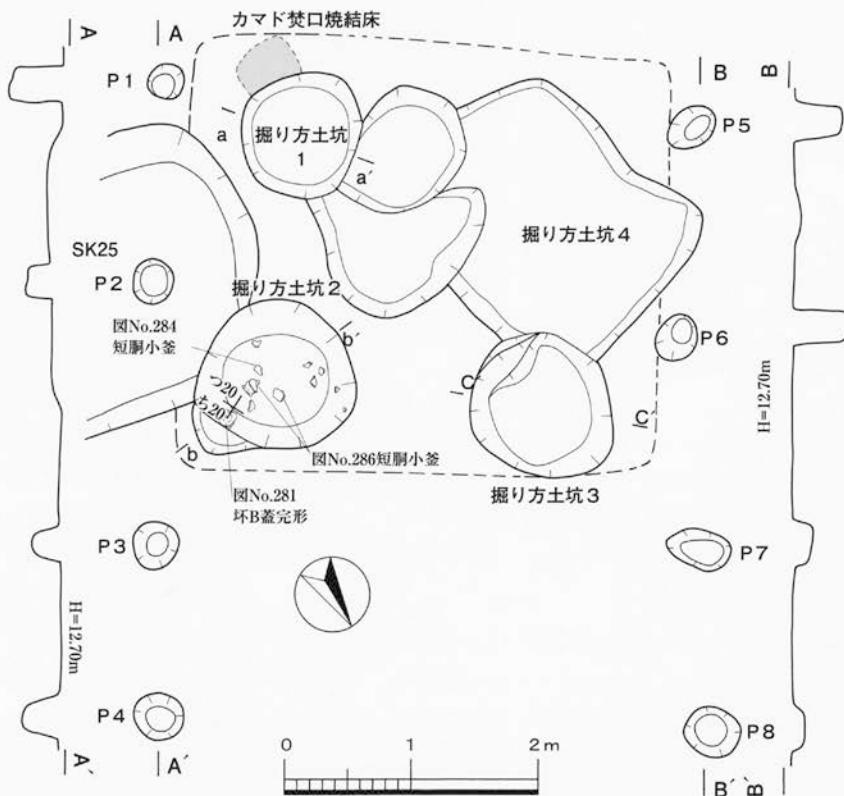 カマド焚口焼結床
A
A
B
B
P1
P5
a
掘り方土坑
1
a´
SK25
掘り方土坑4
P2
掘り方土坑2
図No.284
短胴小釜
b´
P6
つ20
ち20
C
C´
H=12.70m
b
図No.286短胴小釜
図No.281
坏B蓋完形
掘り方土坑3
P3
P7
H=12.70m
P4
P8
0
1
2m
A´
A´
B´
B´